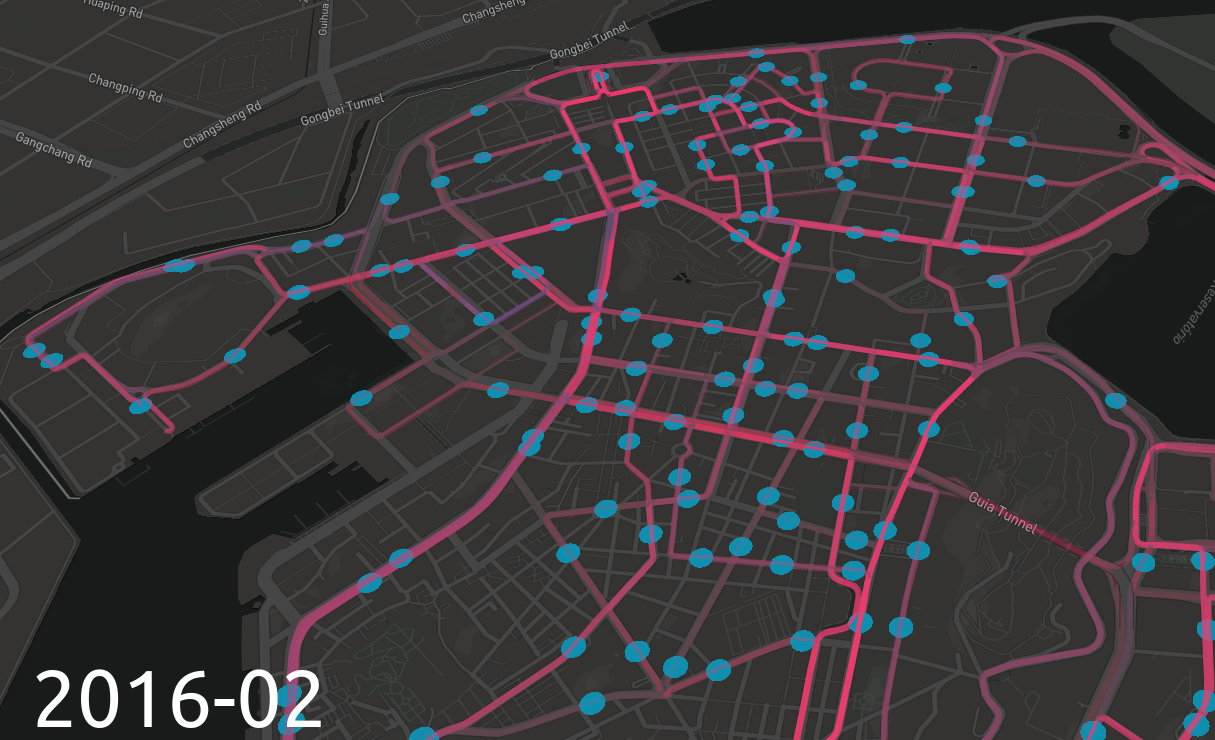 Huaping Rd
Guihua
Changsheng
Gongbei Tunnel
Changping Rd
Changsheng Rd
Gongbei Tunnel
Gangchang Rd
Guia Tunnel
2016-02